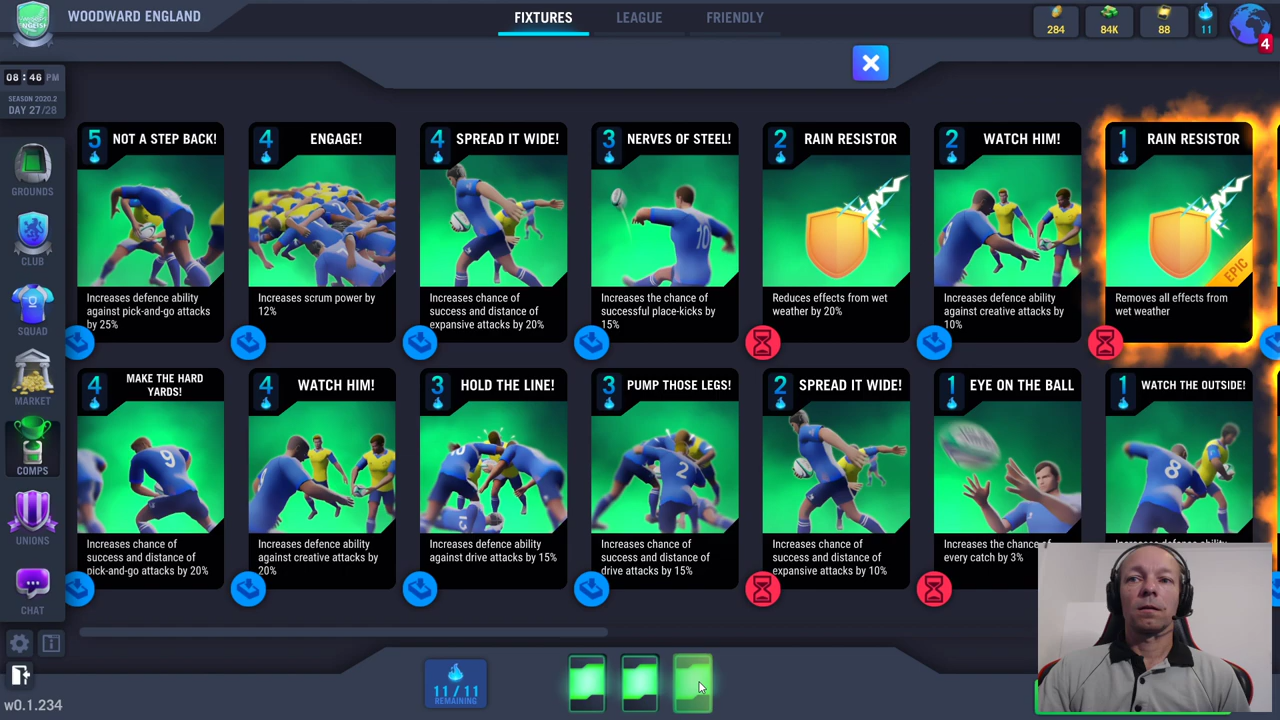 WOODWARD ENGLAND
FIXTURES
LEAGUE
FRIENDLY
284
84K
88
11
4
08 : 46 PM
SEASON 2020.2
DAY 27/28
GROUNDS
CLUB
SQUAD
MARKET
COMPS
UNIONS
CHAT
w0.1.234
5 NOT A STEP BACK!
Increases defence ability
against pick-and-go attacks
by 25%
4 ENGAGE!
Increases scrum power by
12%
4 SPREAD IT WIDE!
Increases chance of
success and distance of
expansive attacks by 20%
3 NERVES OF STEEL!
10
Increases the chance of
successful place-kicks by
15%
2 RAIN RESISTOR
Reduces effects from wet
weather by 20%
2 WATCH HIM!
Increases defence ability
against creative attacks by
10%
1 RAIN RESISTOR
EPIC
Removes all effects from
wet weather
4 MAKE THE HARD
YARDS!
9
Increases chance of
success and distance of
pick-and-go attacks by 20%
4 WATCH HIM!
Increases defence ability
against creative attacks by
20%
3 HOLD THE LINE!
Increases defence ability
against drive attacks by 15%
3 PUMP THOSE LEGS!
2
Increases chance of
success and distance of
drive attacks by 15%
2 SPREAD IT WIDE!
Increases chance of
success and distance of
expansive attacks by 10%
1 EYE ON THE BALL
Increases the chance of
every catch by 3%
1 WATCH THE OUTSIDE!
8
11 / 11
REMAINING